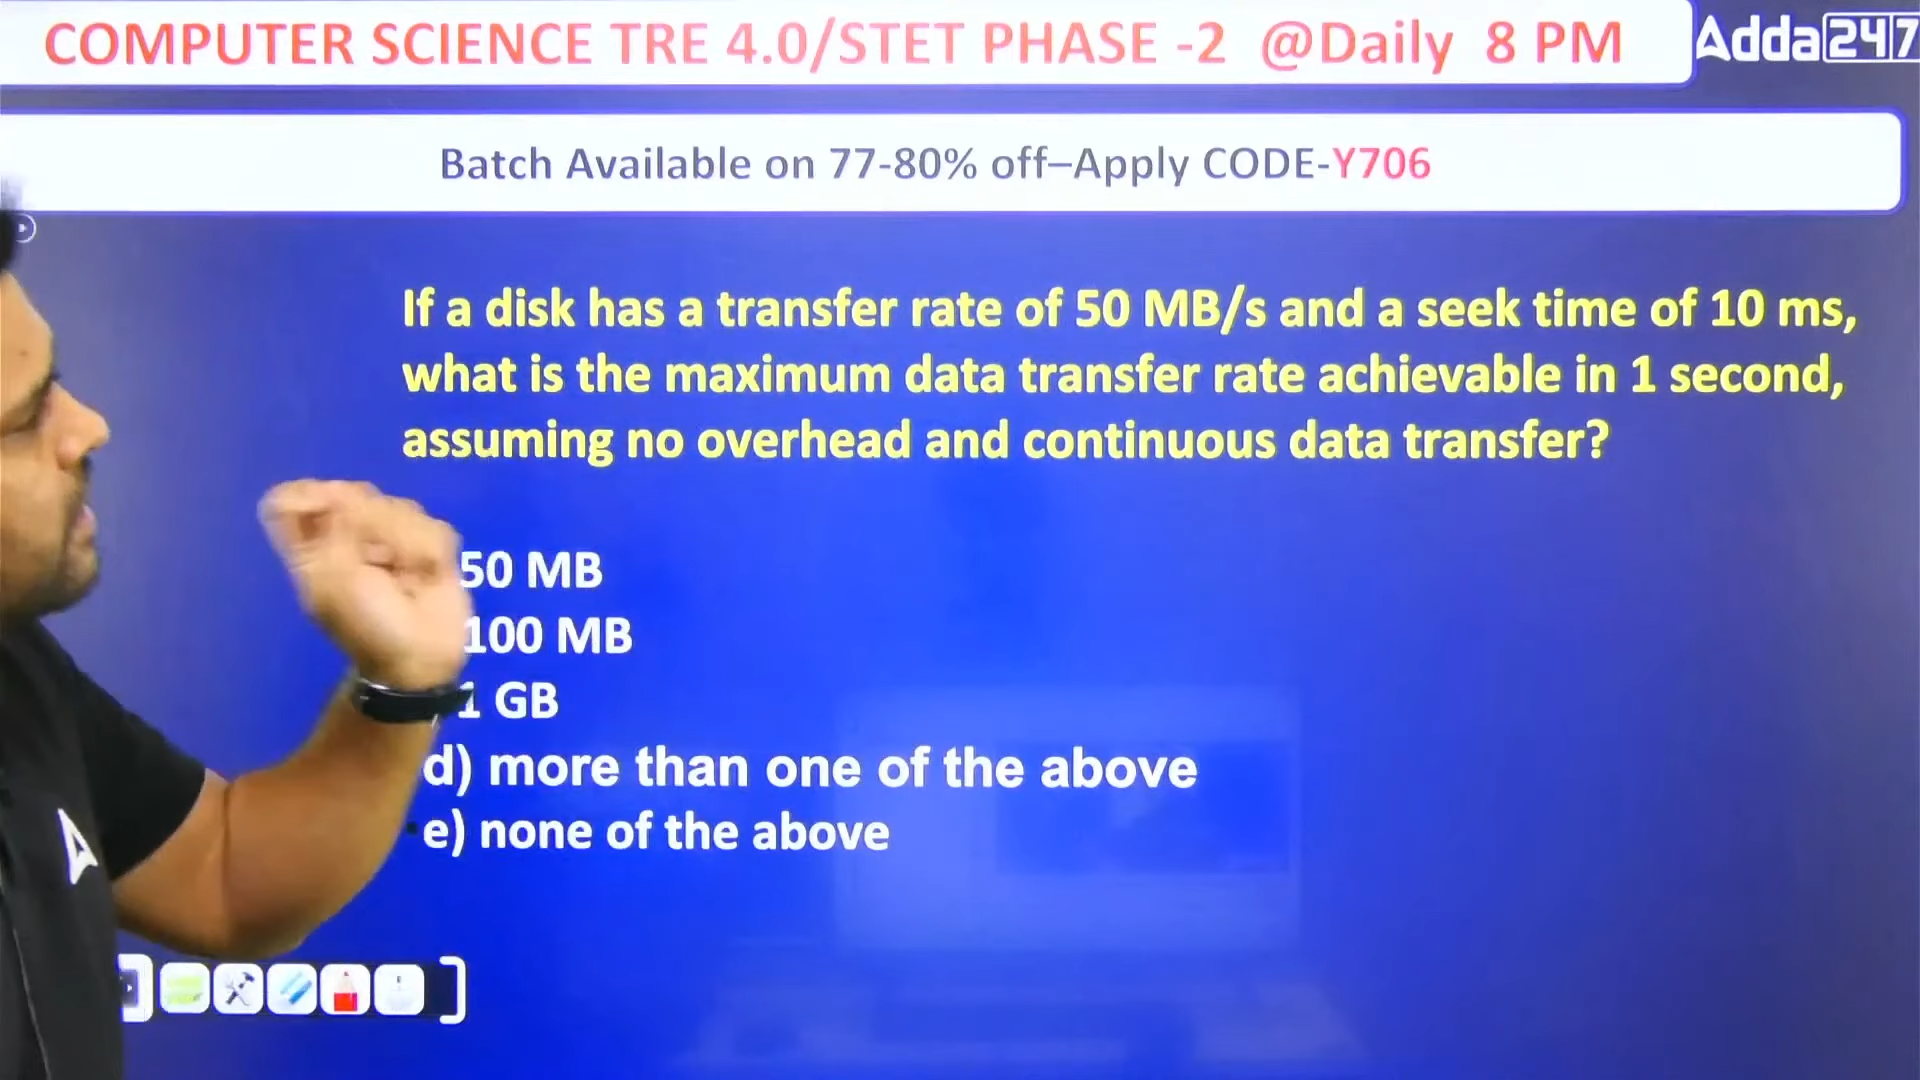 COMPUTER SCIENCE TRE 4.0/STET PHASE -2 @Daily 8 PM
Adda247
Batch Available on 77-80% off–Apply CODE-Y706
If a disk has a transfer rate of 50 MB/s and a seek time of 10 ms,
what is the maximum data transfer rate achievable in 1 second,
assuming no overhead and continuous data transfer?
50 MB
100 MB
1 GB
d) more than one of the above
e) none of the above